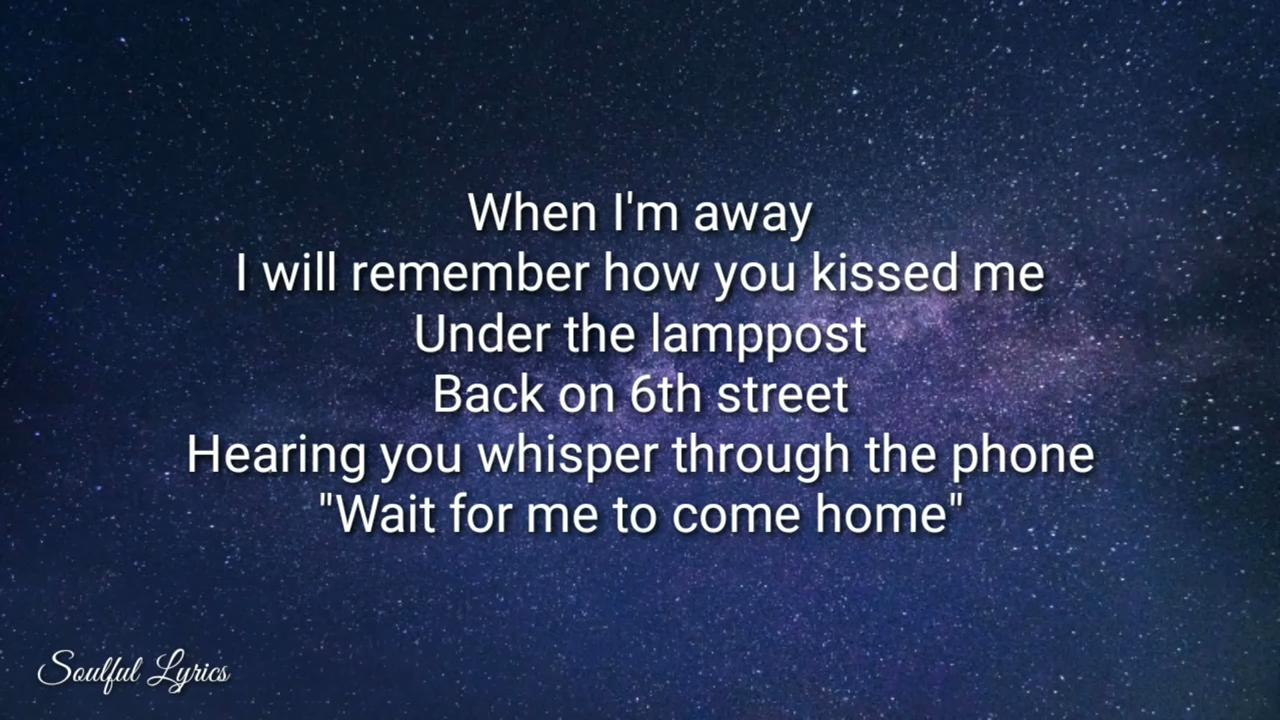 When I'm away
I will remember how you kissed me
Under the lamppost
Back on 6th street
Hearing you whisper through the phone
"Wait for me to come home"
Soulful Lyrics